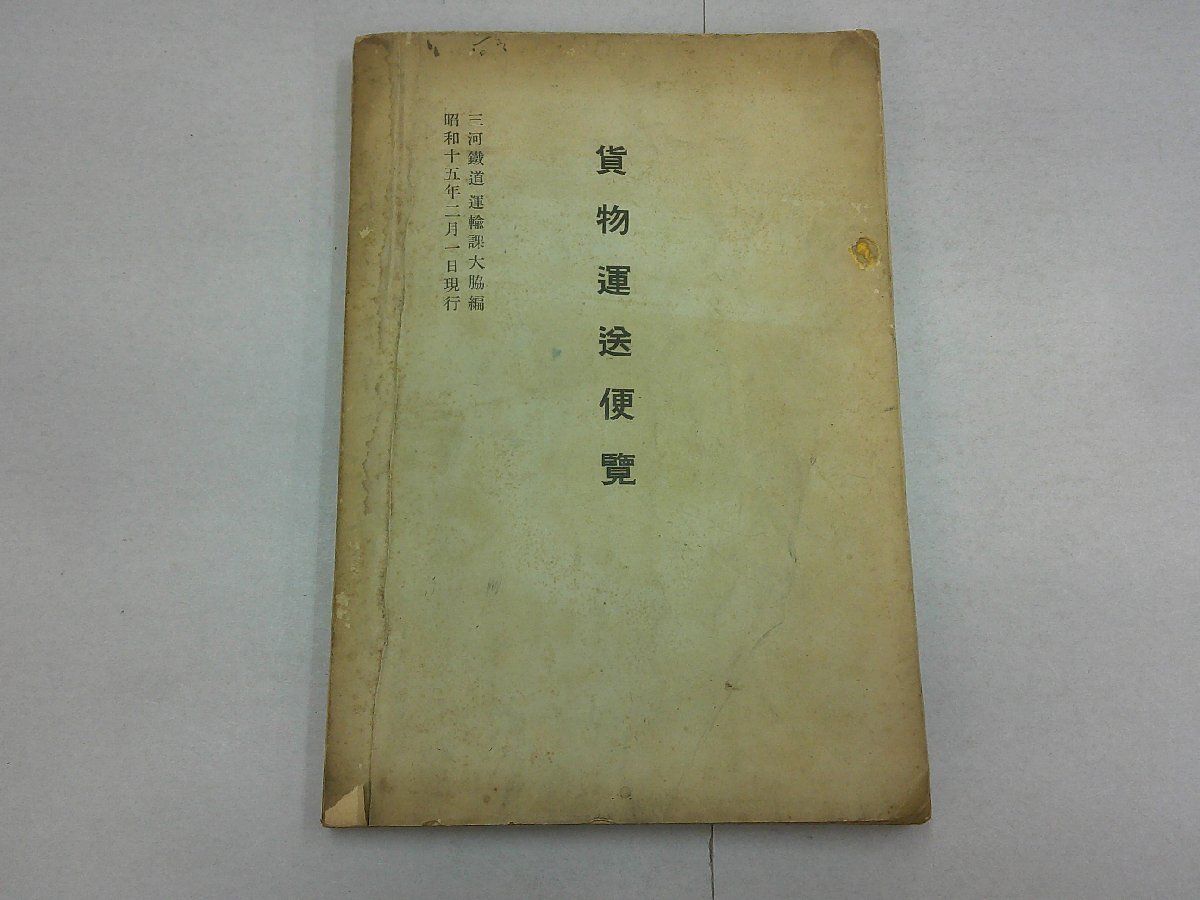 貨物運送便覽
三河鐵道運輸課大脇編
昭和十五年二月一日現行